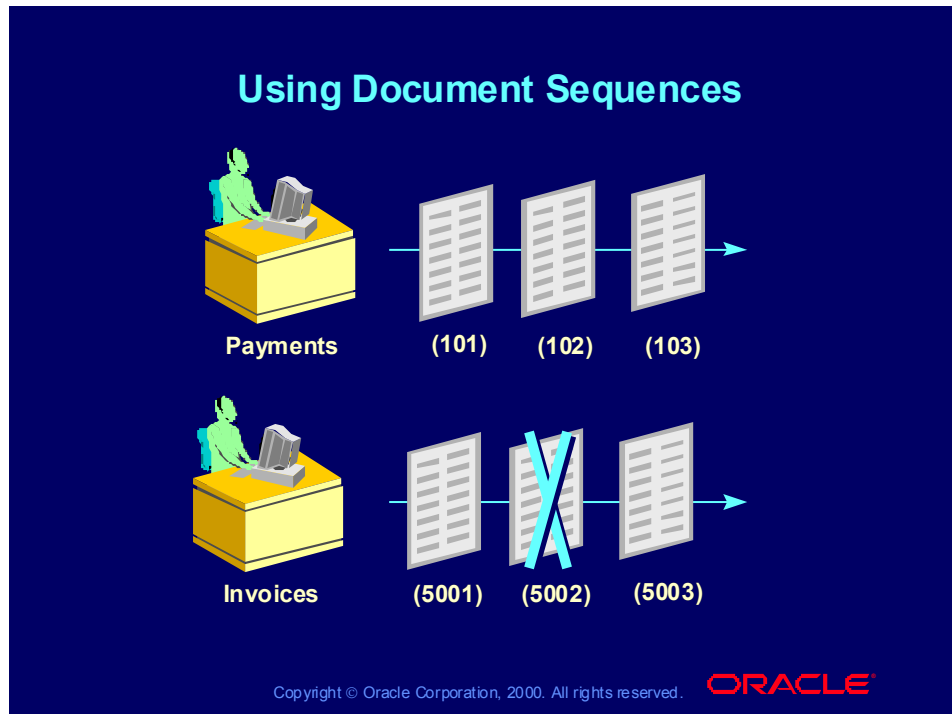 Using Document Sequences
Payments
(101) (102) (103)
Invoices
(5001) (5002) (5003)
Copyright © Oracle Corporation, 2000. All rights reserved.
ORACLE®